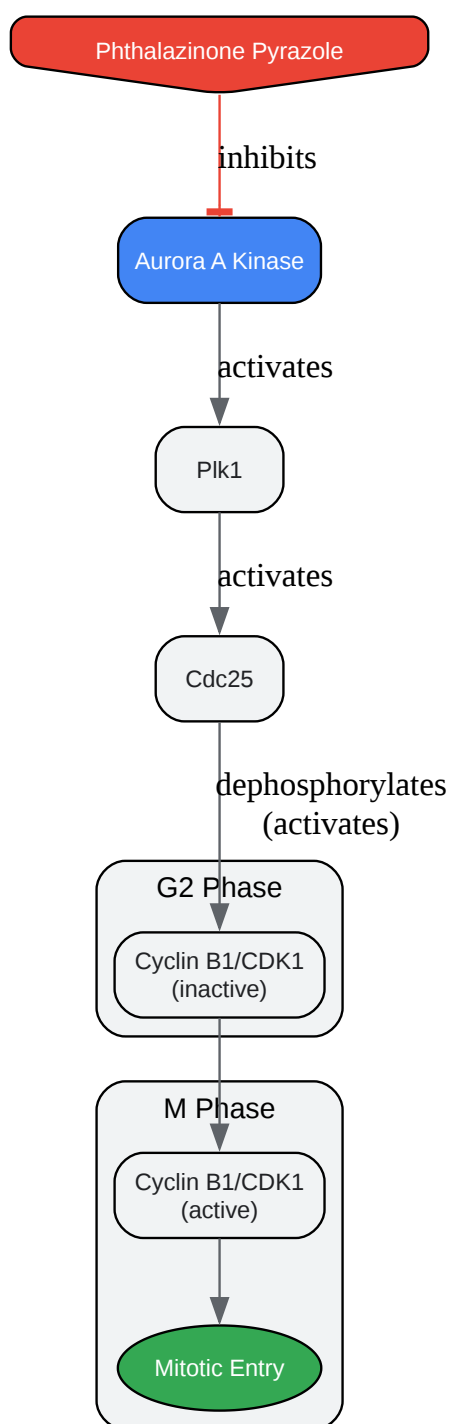 Phthalazinone Pyrazole
inhibits
Aurora A Kinase
activates
Plk1
activates
Cdc25
dephosphorylates
(activates)
G2 Phase
Cyclin B1/CDK1
(inactive)
M Phase
Cyclin B1/CDK1
(active)
Mitotic Entry